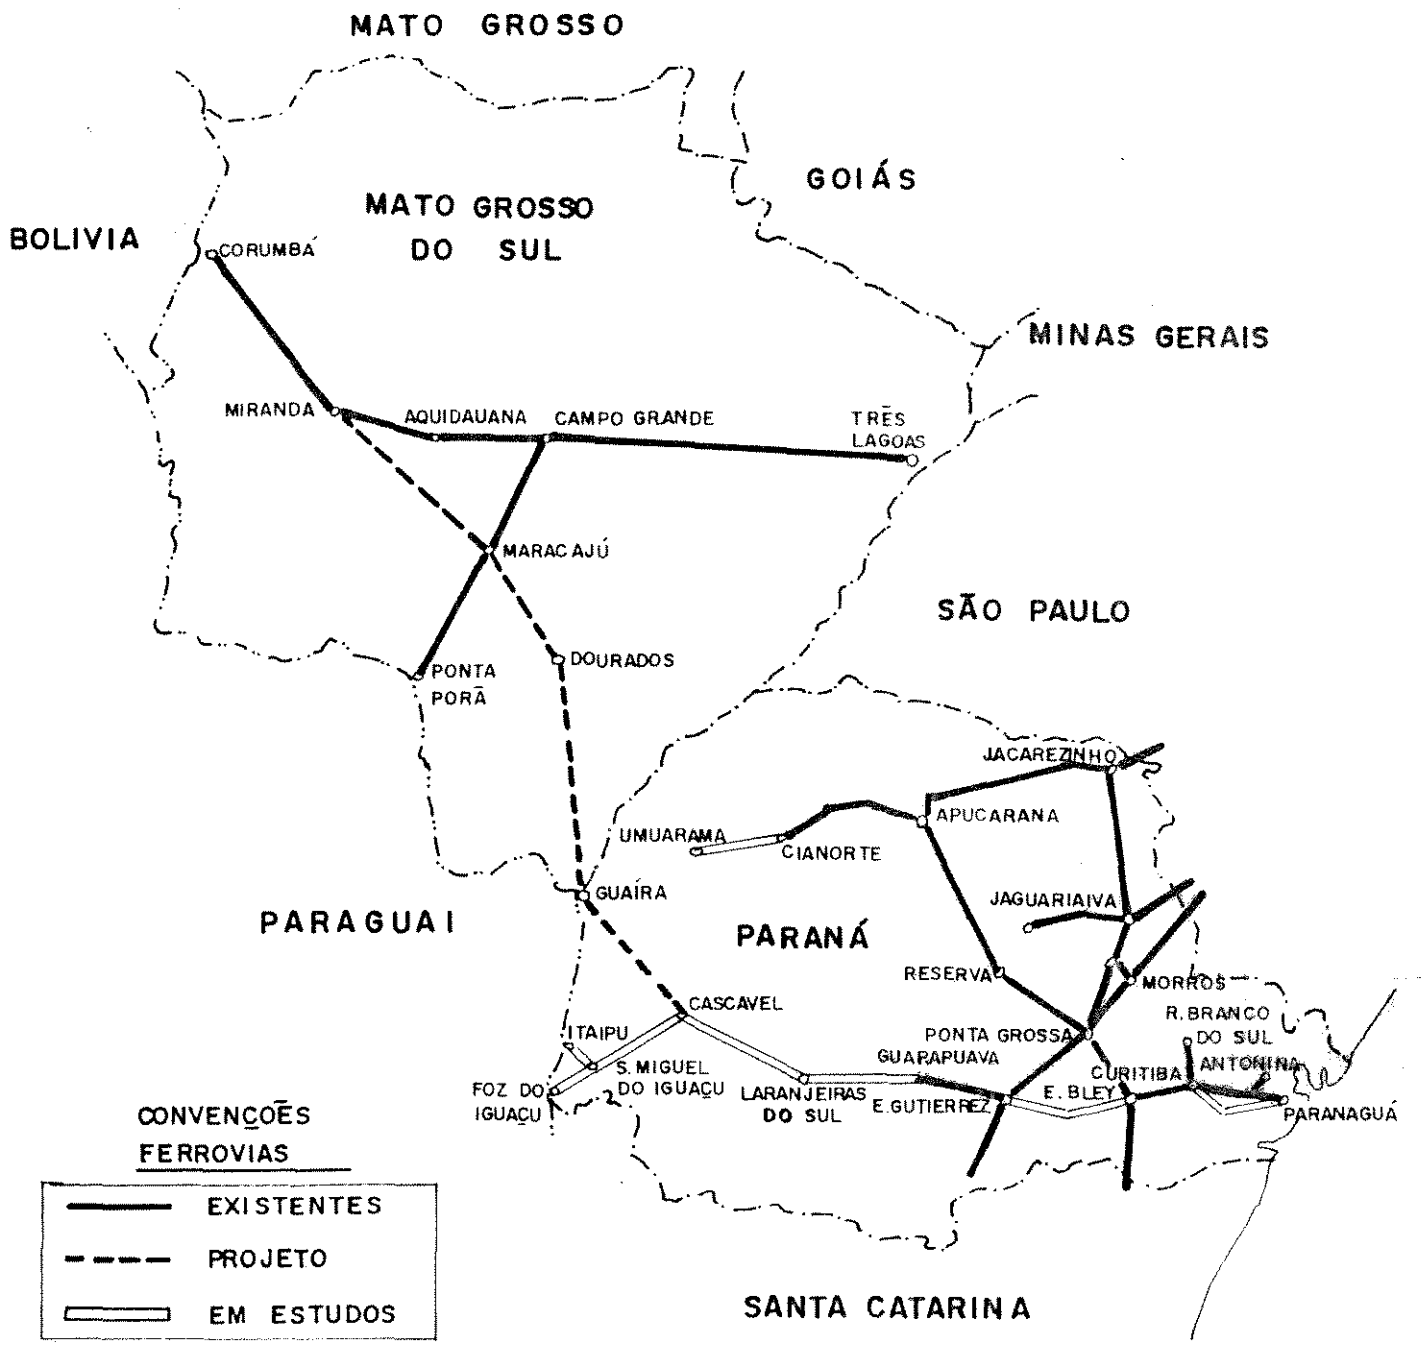 MATO GROSSO
GOIÁS
MATO GROSSO
DO SUL
BOLIVIA
CORUMBÁ
MINAS GERAIS
MIRANDA
AQUIDAUANA
CAMPO GRANDE
TRÊS
LAGOAS
MARACAJÚ
SÃO PAULO
DOURADOS
PONTA
PORÃ
JACAREZINHO
APUCARANA
UMUARAMA
CIANORTE
GUAÍRA
JAGUARIAIVA
PARAGUAI
PARANÁ
RESERVA
MORROS
CASCAVEL
R. BRANCO
DO SUL
ITAIPU
PONTA GROSSA
GUARAPUAVA
ANTONINA
S. MIGUEL
DO IGUAÇU
CURITIBA
FOZ DO
IGUAÇU
LARANJEIRAS
DO SUL
E. GUTIERREZ
E. BLEY
PARANAGUÁ
CONVENÇÕES
FERROVIAS
EXISTENTES
PROJETO
EM ESTUDOS
SANTA CATARINA